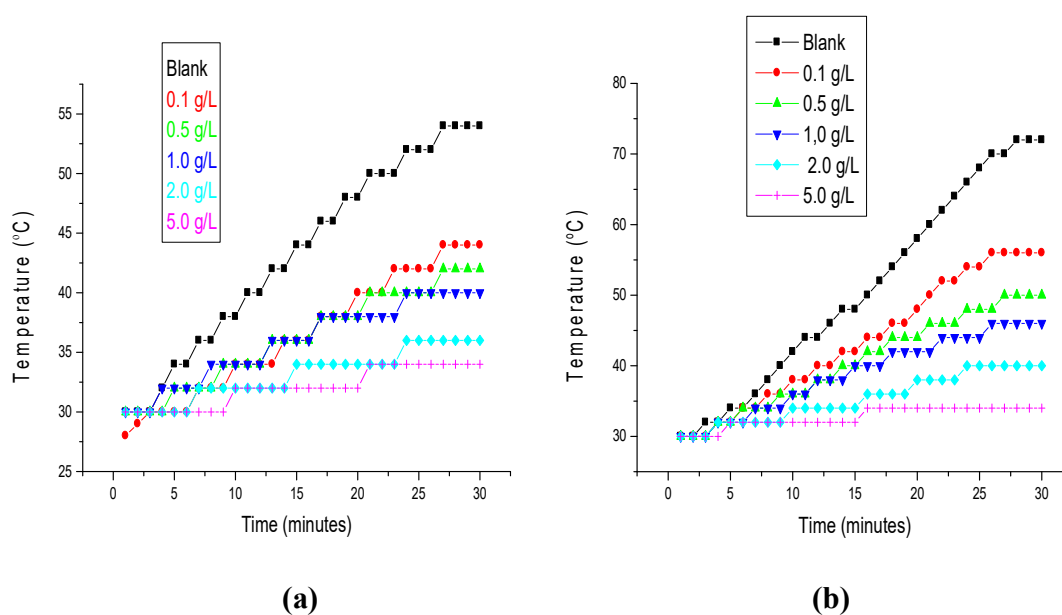 Blank
0.1 g/L
0.5 g/L
1.0 g/L
2.0 g/L
5.0 g/L
55
50
45
40
35
30
25
Temperature (°C)
0 5 10 15 20 25 30
Time (minutes)
(a)
Blank
0.1 g/L
0.5 g/L
1,0 g/L
2.0 g/L
5.0 g/L
80
70
60
50
40
30
Temperature (°C)
0 5 10 15 20 25 30
Time (minutes)
(b)